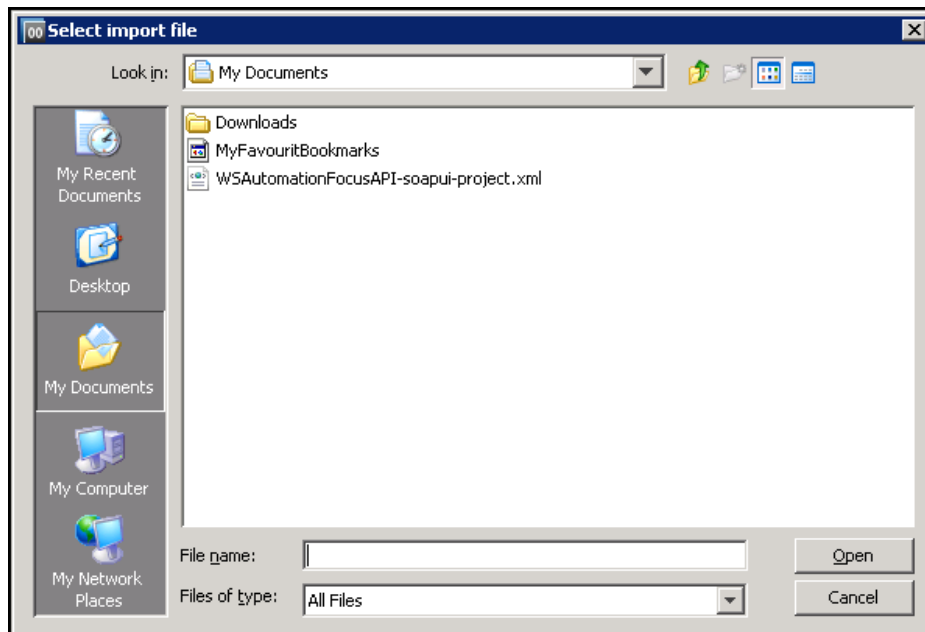 00 Select import file
Look in: My Documents
My Recent
Documents
Desktop
My Documents
My Computer
My Network
Places
Downloads
MyFavouritBookmarks
WSAutomationFocusAPI-soapui-project.xml
File name:
Open
Files of type: All Files
Cancel